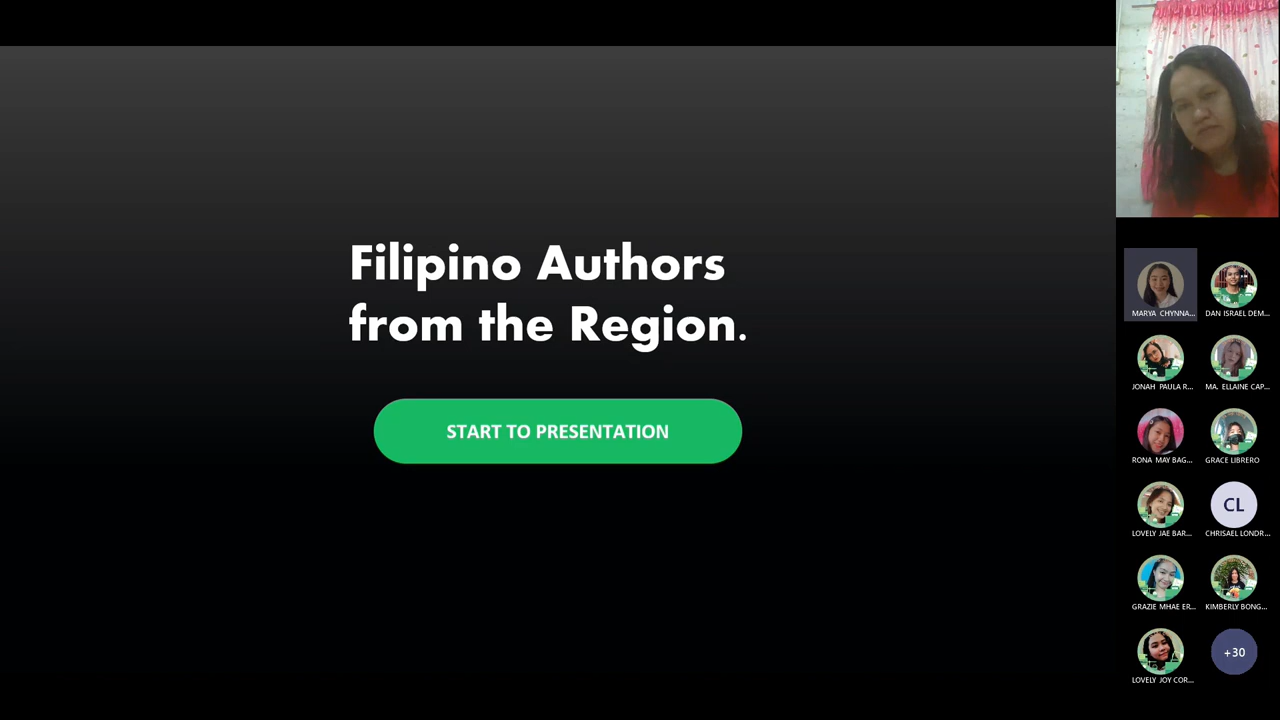 Filipino Authors
from the Region.
START TO PRESENTATION
MARYA CHYNNA...
DAN ISRAEL DEM...
JONAH PAULA R...
MA. ELLAINE CAP...
RONA MAY BAG...
GRACE LIBRERO
LOVELY JAE BAR...
CL
CHRISAEL LONDR...
GRAZIE MHAE ER...
KIMBERLY BONG...
LOVELY JOY COR...
+30